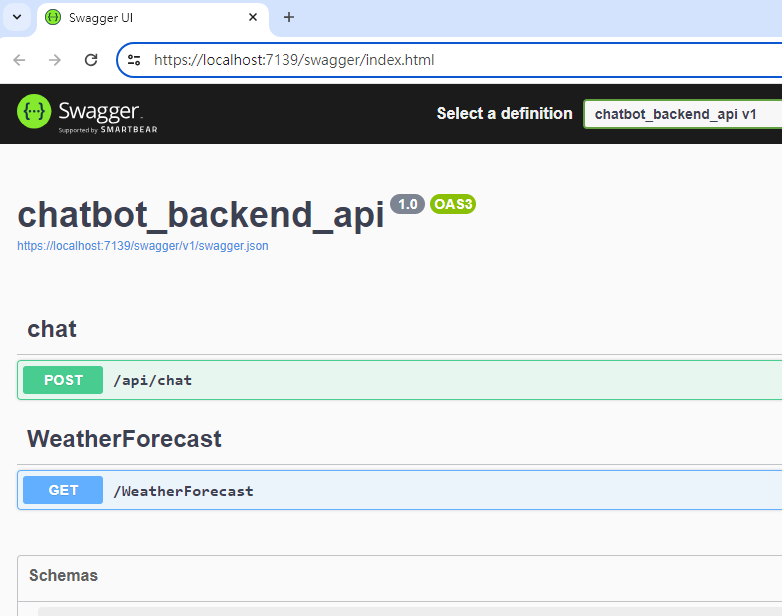 Swagger UI
https://localhost:7139/swagger/index.html
Swagger
Supported by SMARTBEAR
Select a definition
chatbot_backend_api v1
chatbot_backend_api 1.0 OAS3
https://localhost:7139/swagger/v1/swagger.json
chat
POST /api/chat
WeatherForecast
GET /WeatherForecast
Schemas